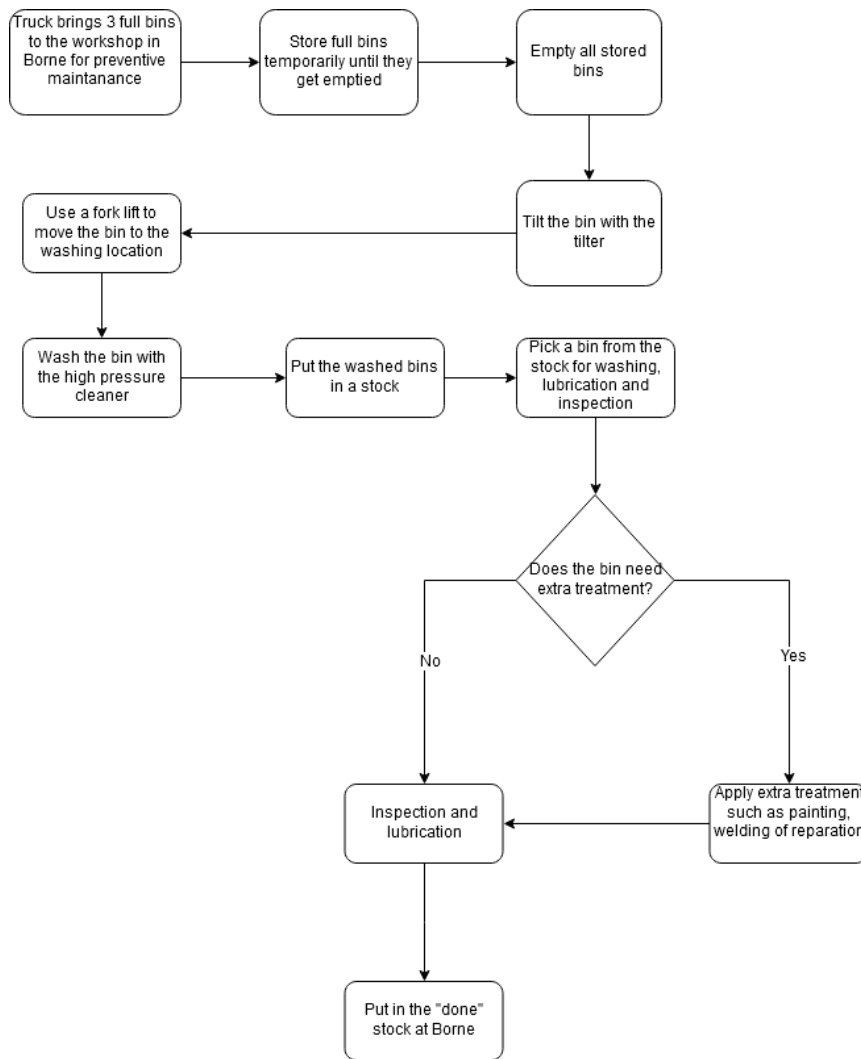 Truck brings 3 full bins
to the workshop in
Borne for preventive
maintanance
Store full bins
temporarily until they
get emptied
Empty all stored
bins
Tilt the bin with the
tilter
Use a fork lift to
move the bin to the
washing location
Wash the bin with
the high pressure
cleaner
Put the washed bins
in a stock
Pick a bin from the
stock for washing,
lubrication and
inspection
Does the bin need
extra treatment?
No
Yes
Inspection and
lubrication
Apply extra treatment
such as painting,
welding of reparation
Put in the "done"
stock at Borne